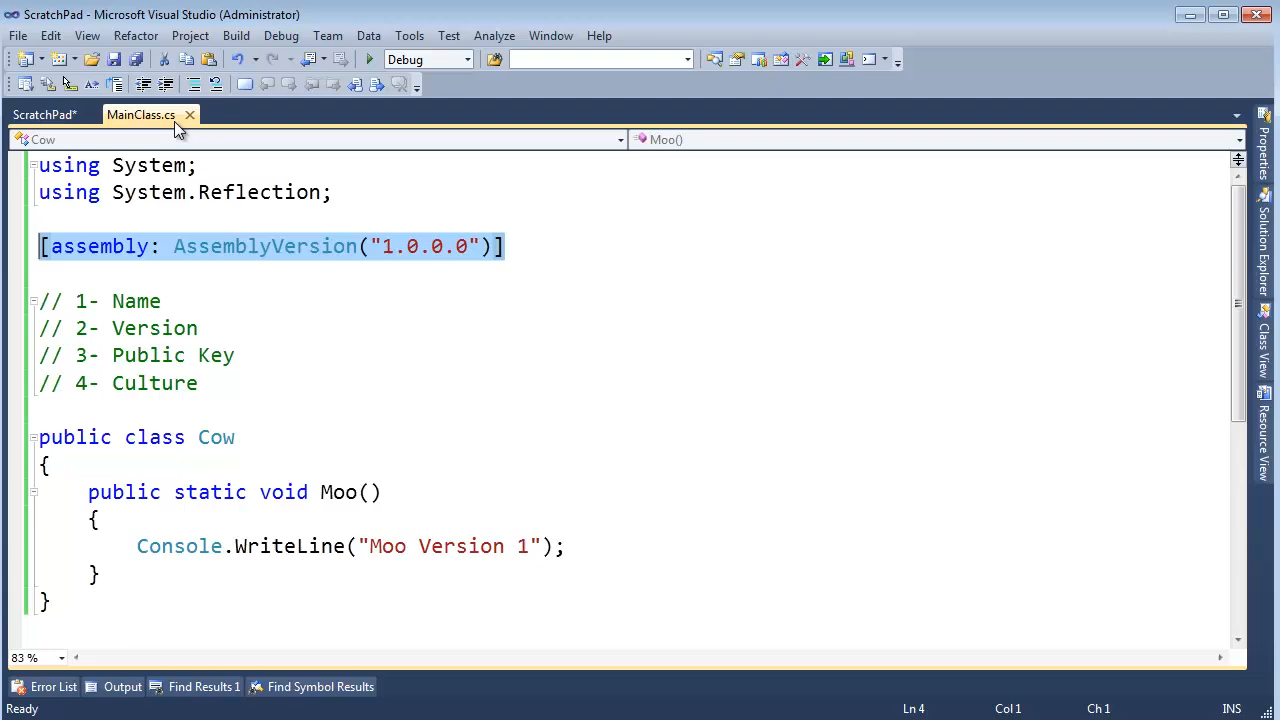 ScratchPad - Microsoft Visual Studio (Administrator)
File Edit View Refactor Project Build Debug Team Data Tools Test Analyze Window Help
Debug
ScratchPad* MainClass.cs
Cow Moo()
using System;
using System.Reflection;
[assembly: AssemblyVersion("1.0.0.0")]
// 1- Name
// 2- Version
// 3- Public Key
// 4- Culture
public class Cow
{
public static void Moo()
{
Console.WriteLine("Moo Version 1");
}
}
83 %
Properties
Solution Explorer
Class View
Resource View
Error List Output Find Results 1 Find Symbol Results
Ready Ln 4 Col 1 Ch 1 INS